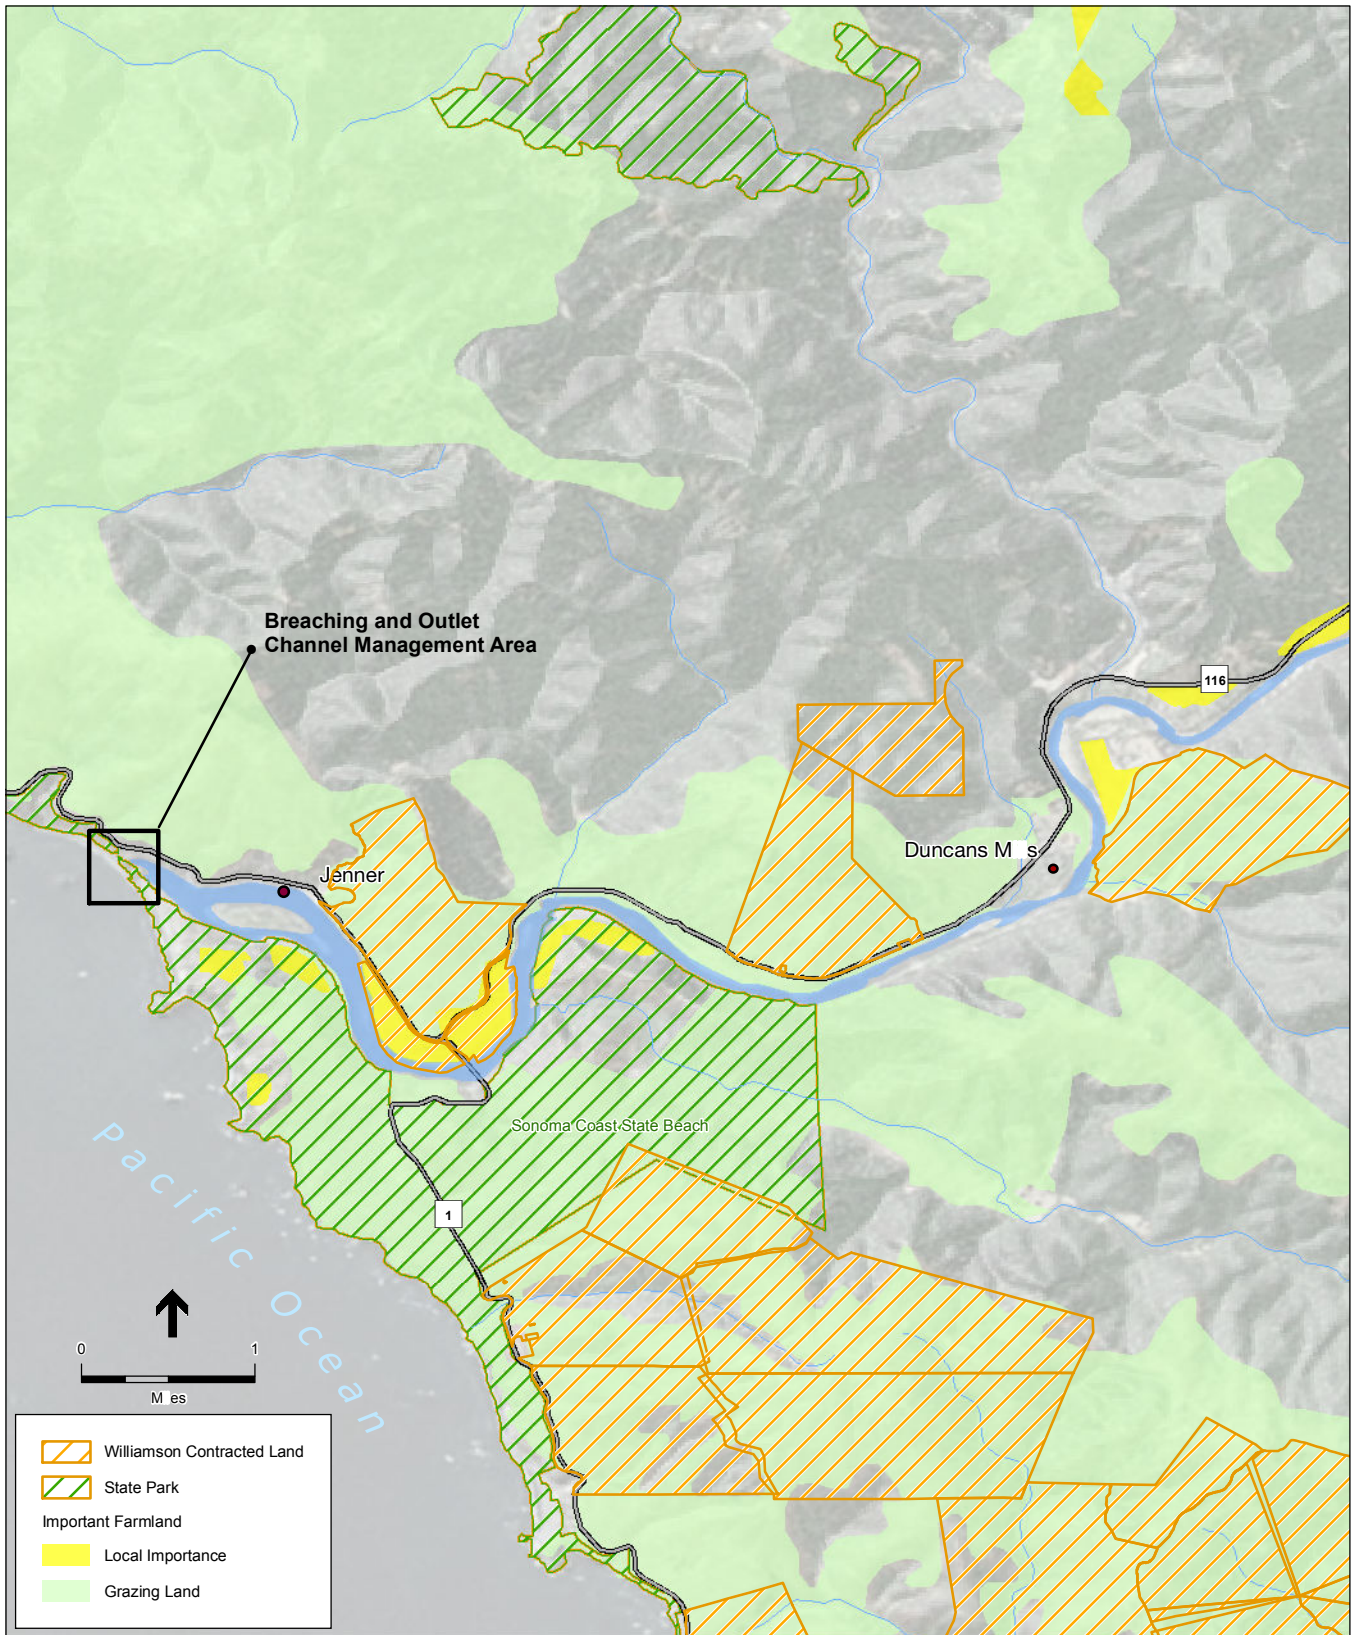 Breaching and Outlet
Channel Management Area
116
Duncans M s
Jenner
Sonoma Coast State Beach
Pacific Ocean
1
0 1
M es
Williamson Contracted Land
State Park
Important Farmland
Local Importance
Grazing Land